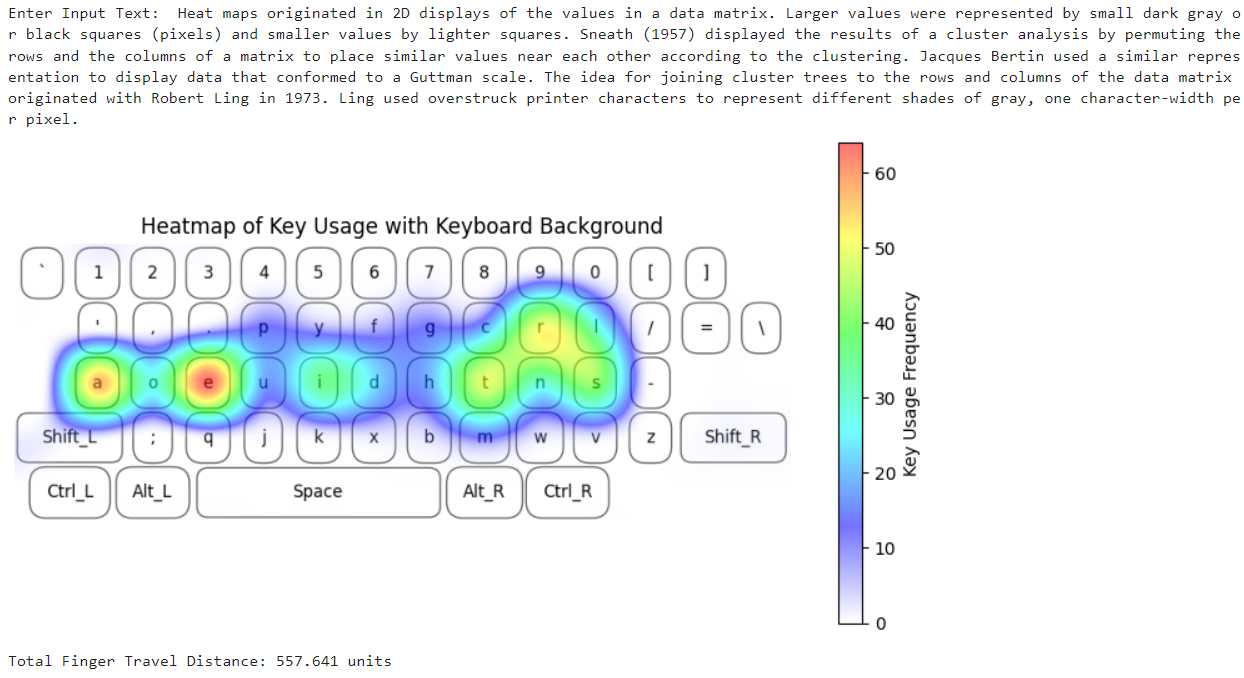 Enter Input Text:  Heat maps originated in 2D displays of the values in a data matrix. Larger values were represented by small dark gray o
r black squares (pixels) and smaller values by lighter squares. Sneath (1957) displayed the results of a cluster analysis by permuting the
rows and the columns of a matrix to place similar values near each other according to the clustering. Jacques Bertin used a similar repres
entation to display data that conformed to a Guttman scale. The idea for joining cluster trees to the rows and columns of the data matrix
originated with Robert Ling in 1973. Ling used overstruck printer characters to represent different shades of gray, one character-width pe
r pixel.
Heatmap of Key Usage with Keyboard Background
` 1 2 3 4 5 6 7 8 9 0 [ ]
' , . p y f g c r l / = \
a o e u i d h t n s -
Shift_L ; q j k x b m w v z Shift_R
Ctrl_L Alt_L Space Alt_R Ctrl_R
60
50
40
30
20
10
0
Key Usage Frequency
Total Finger Travel Distance: 557.641 units